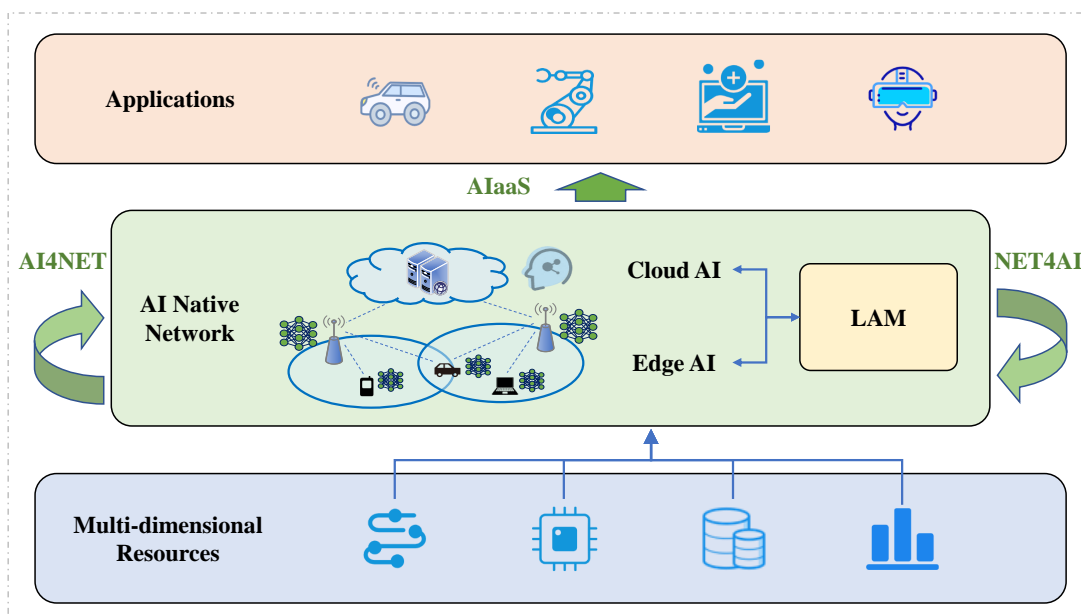 Applications
AIaaS
AI4NET
NET4AI
AI Native
Network
Cloud AI
Edge AI
LAM
Multi-dimensional
Resources